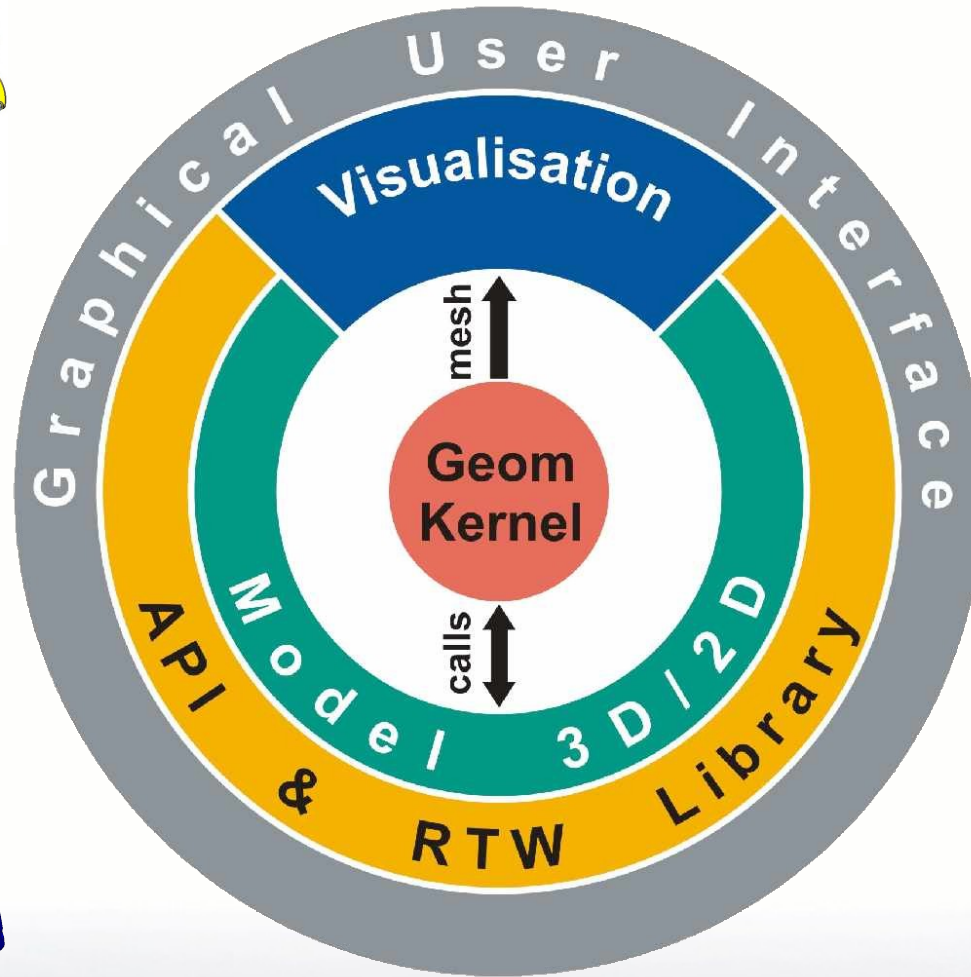 Graphical User Interface
Visualisation
mesh
Geom
Kernel
calls
Model 3D/2D
API & RTW Library